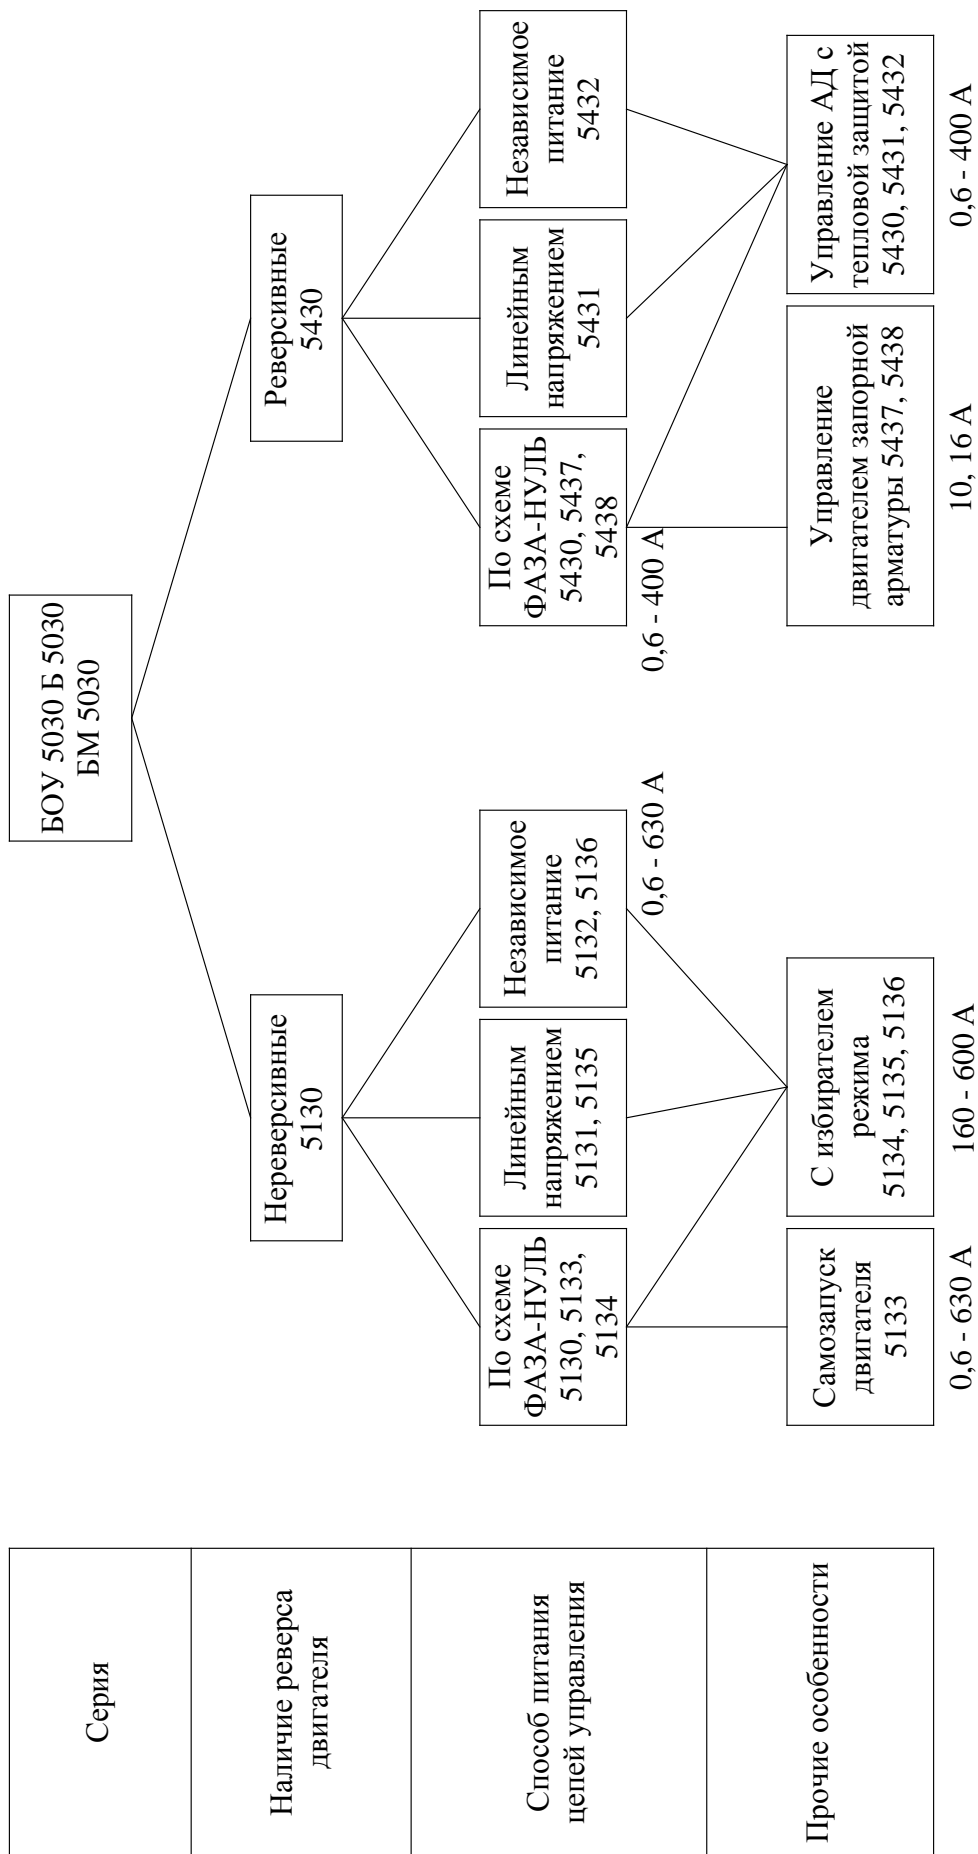 Серия
БОУ 5030 Б 5030
БМ 5030
Наличие реверса
двигателя
Нереверсивные
5130
Реверсивные
5430
Способ питания
цепей управления
По схеме
ФАЗА-НУЛЬ
5130, 5133,
5134
Линейным
напряжением
5131, 5135
Независимое
питание
5132, 5136
По схеме
ФАЗА-НУЛЬ
5430, 5437,
5438
Линейным
напряжением
5431
Независимое
питание
5432
0,6 - 630 А
0,6 - 400 А
Прочие особенности
Самозапуск
двигателя
5133
С избирателем
режима
5134, 5135, 5136
Управление
двигателем запорной
арматуры 5437, 5438
Управление АД с
тепловой защитой
5430, 5431, 5432
0,6 - 630 А
160 - 600 А
10, 16 А
0,6 - 400 А